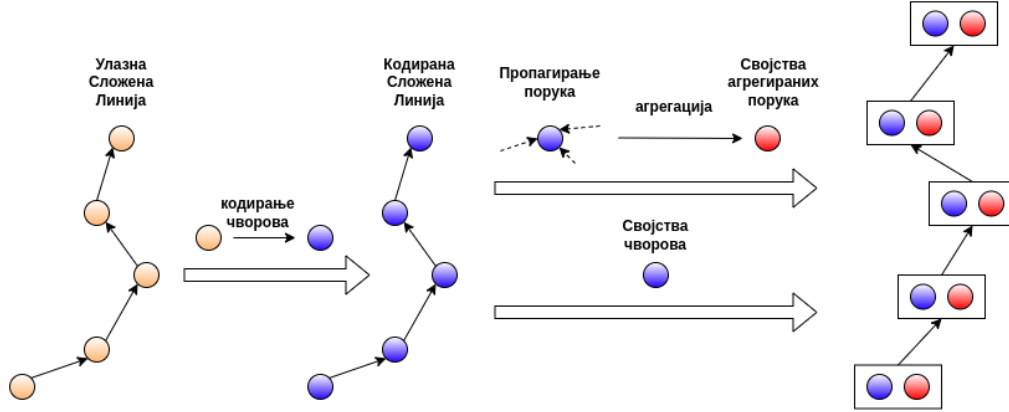 Улазна
Сложена
Линија
кодирање
чворова
Кодирана
Сложена
Линија
Пропагирање
порука
агрегација
Својства
агрегираних
порука
Својства
чворова